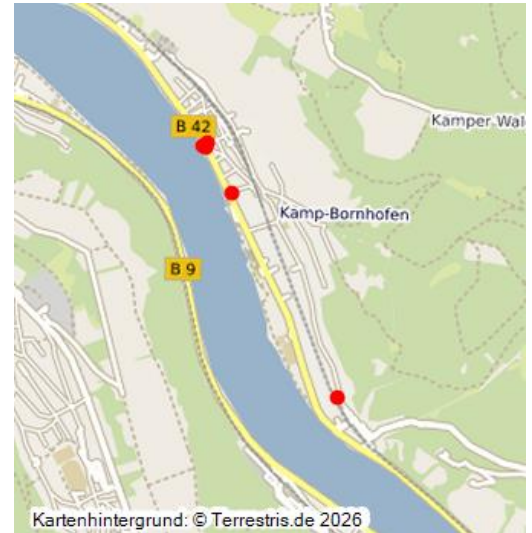 B 42
Kamper Wal
Kamp-Bornhofen
B 9
Kartenhintergrund: © Terrestris.de 2026